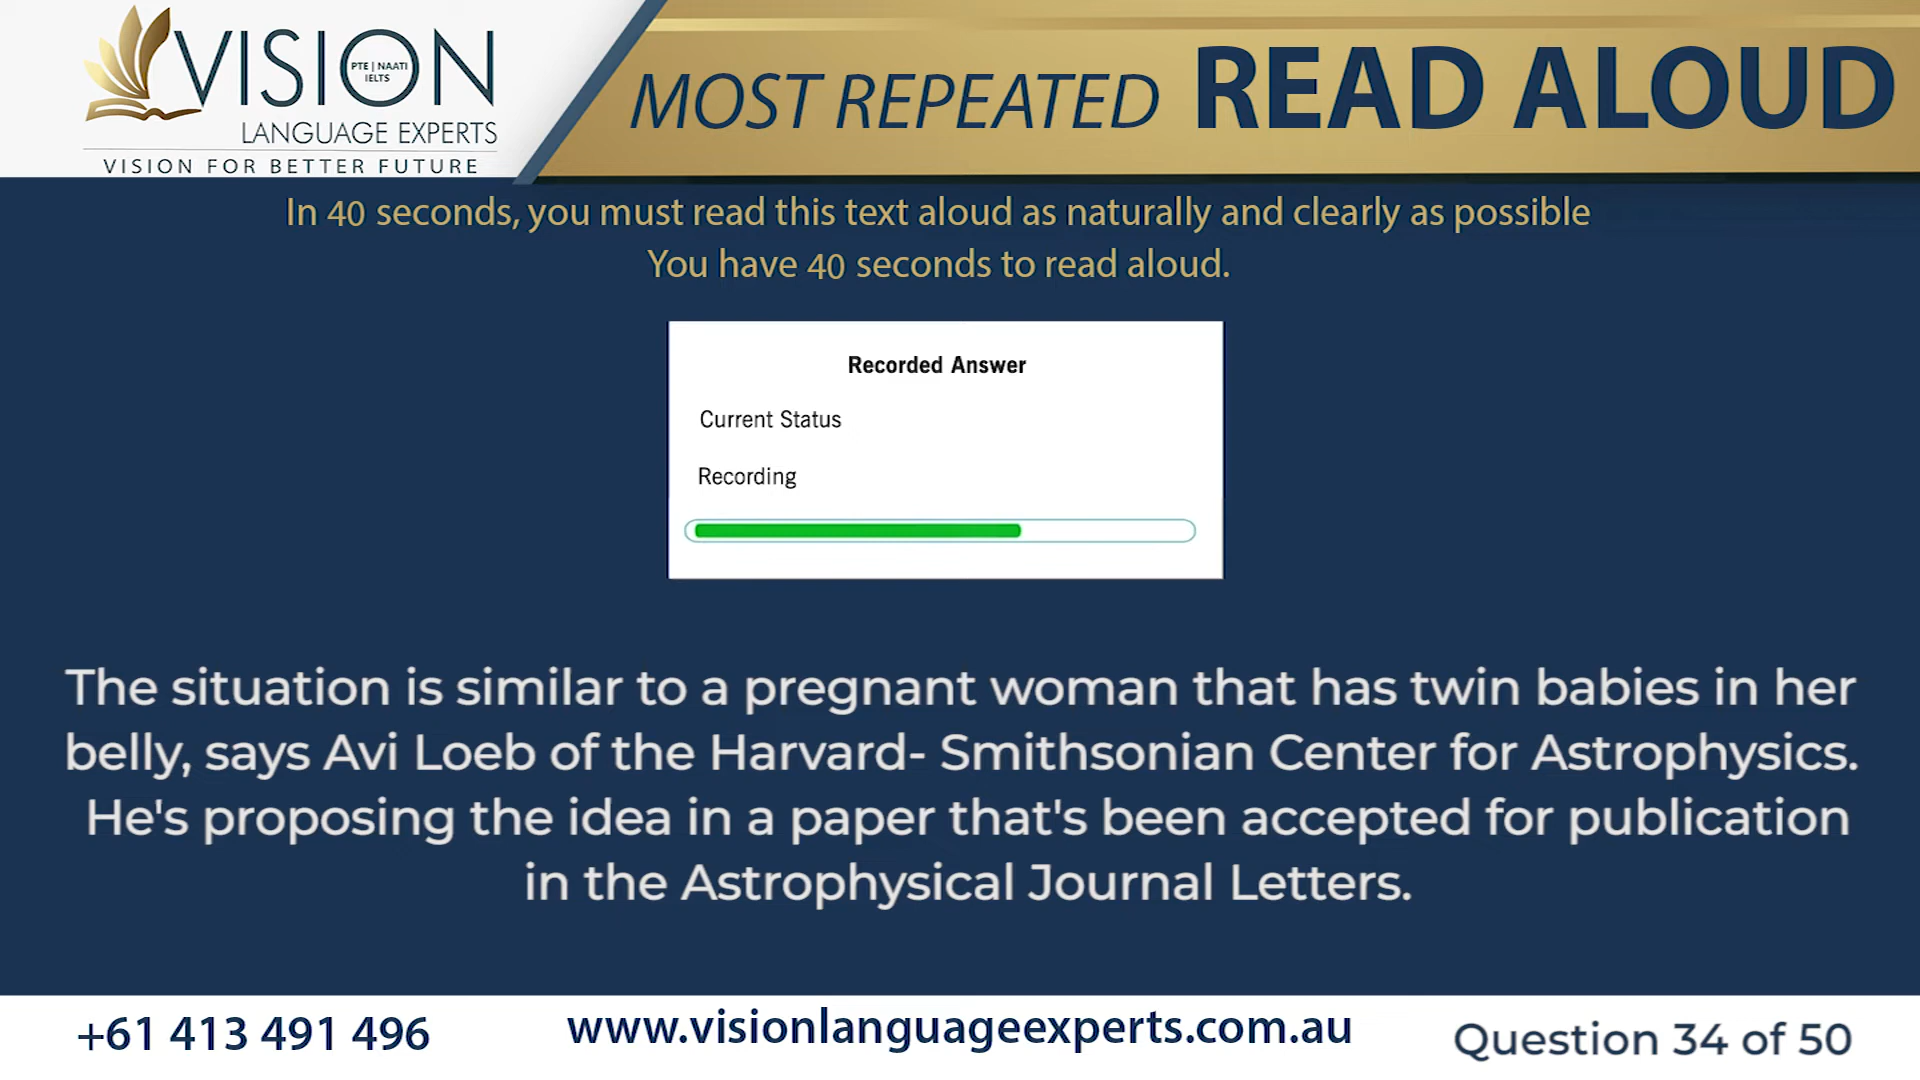 VISION
PTE | NAATI
IELTS
LANGUAGE EXPERTS
VISION FOR BETTER FUTURE
MOST REPEATED READ ALOUD
In 40 seconds, you must read this text aloud as naturally and clearly as possible
You have 40 seconds to read aloud.
Recorded Answer
Current Status
Recording
The situation is similar to a pregnant woman that has twin babies in her
belly, says Avi Loeb of the Harvard- Smithsonian Center for Astrophysics.
He's proposing the idea in a paper that's been accepted for publication
in the Astrophysical Journal Letters.
+61 413 491 496
www.visionlanguageexperts.com.au
Question 34 of 50